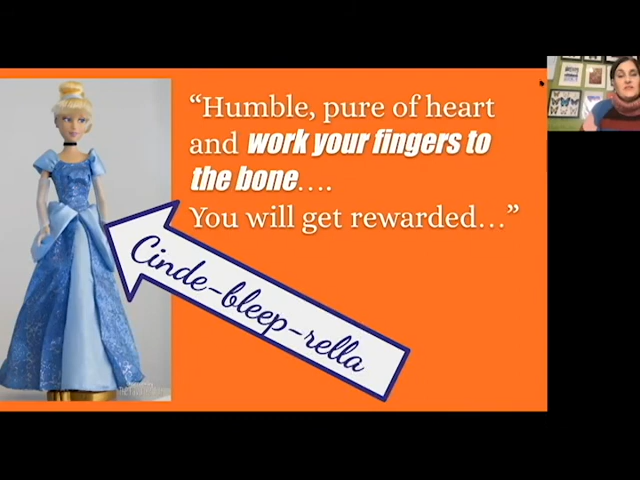 “Humble, pure of heart
and work your fingers to
the bone….
You will get rewarded…”
Cinde-bleep-rella